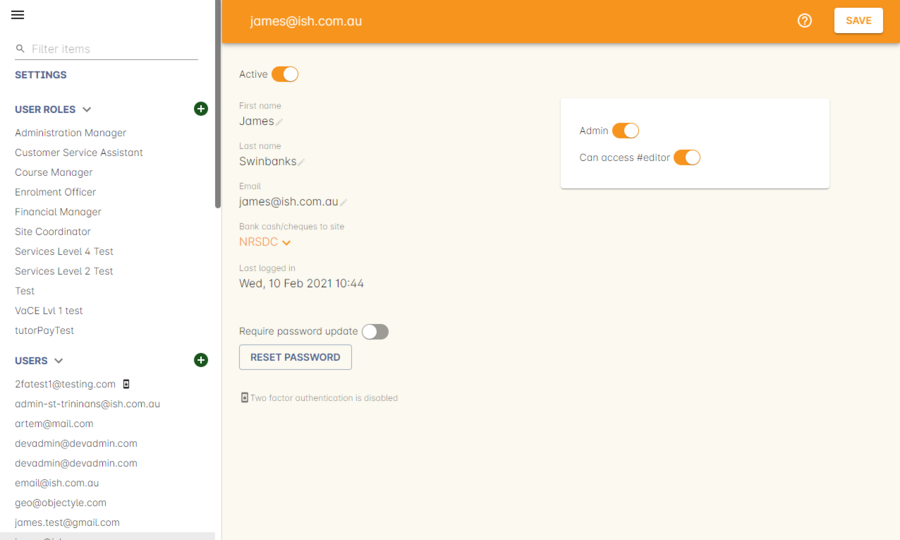 Filter items
SETTINGS
USER ROLES
Administration Manager
Customer Service Assistant
Course Manager
Enrolment Officer
Financial Manager
Site Coordinator
Services Level 4 Test
Services Level 2 Test
Test
VaCE Lvl 1 test
tutorPayTest
USERS
2fatest1@testing.com
admin-st-trininans@ish.com.au
artem@mail.com
devadmin@devadmin.com
devadmin@devadmin.com
email@ish.com.au
geo@objectyle.com
james.test@gmail.com
james@ish.com.au
SAVE
Active
First name
James
Last name
Swinbanks
Email
james@ish.com.au
Bank cash/cheques to site
NRSDC
Last logged in
Wed, 10 Feb 2021 10:44
Require password update
RESET PASSWORD
Two factor authentication is disabled
Admin
Can access #editor